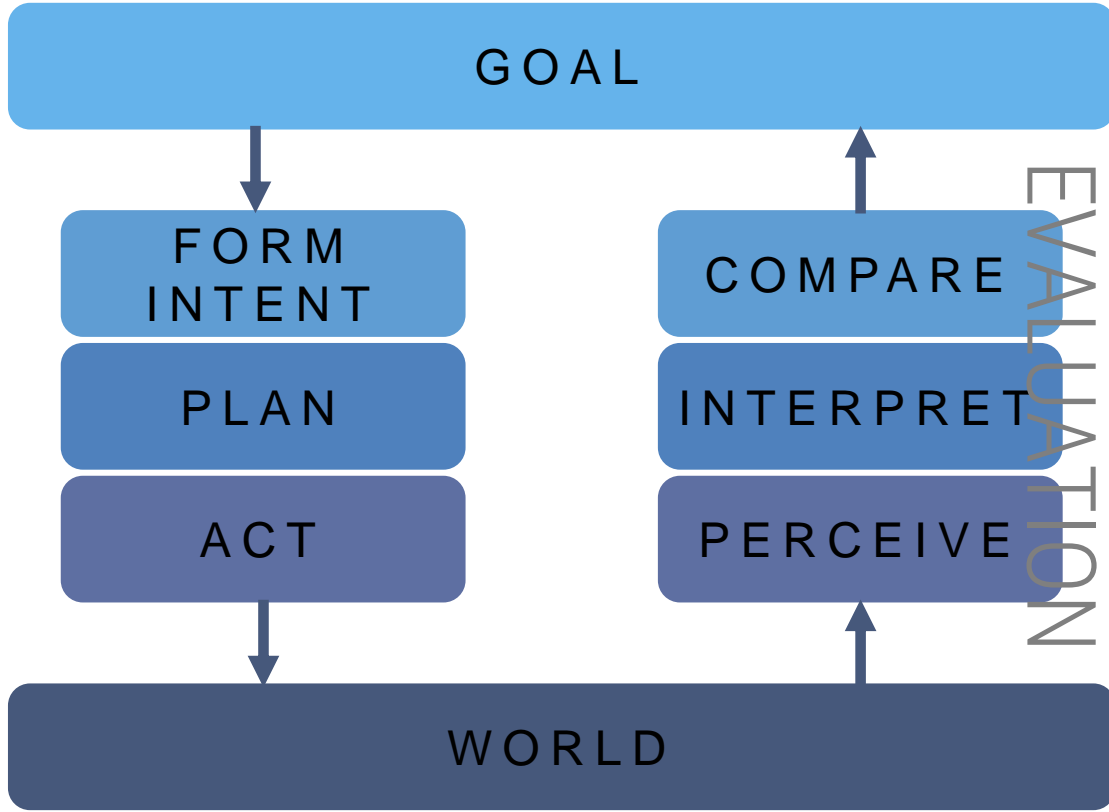 GOAL
FORM
INTENT
PLAN
ACT
COMPARE
INTERPRET
PERCEIVE
EVALUATION
WORLD